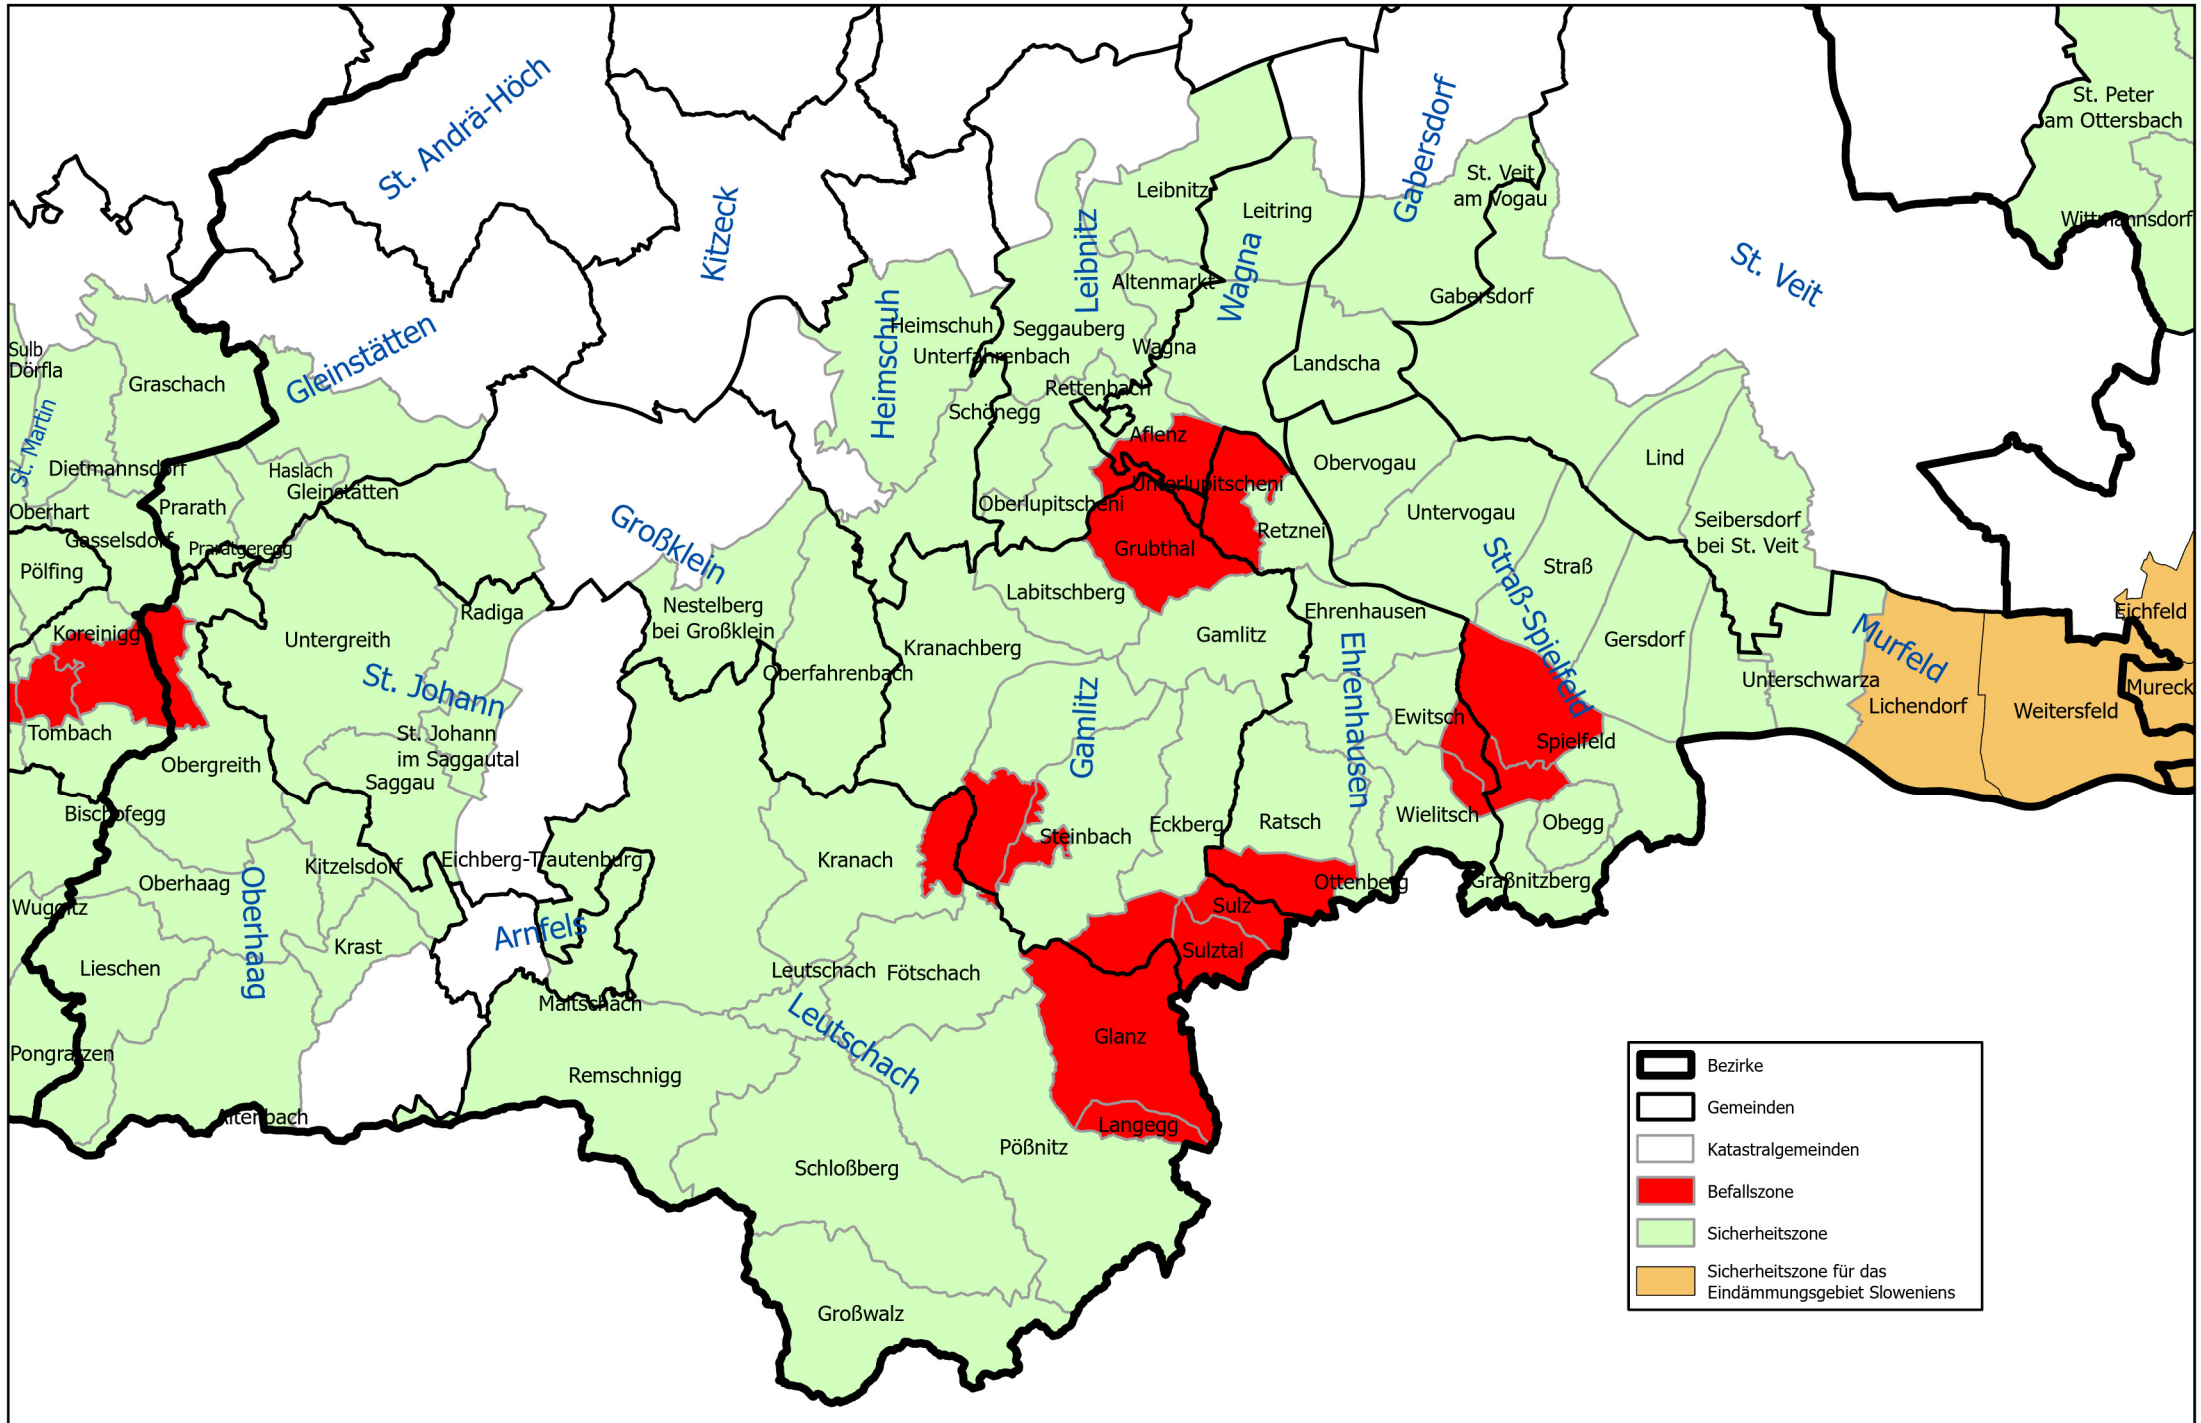 St. Andrä-Höch
Kitzeck
Gabersdorf
St. Peter
am Ottersbach
St. Veit
am Vogau
Leibnitz
Leitring
Wittmannsdorf
Leibnitz
Wagna
St. Veit
Altenmarkt
Gabersdorf
Heimschuh
Heimschuh
Seggauberg
Unterfahrenbach
Wagna
Landscha
Gleinstätten
Sulb
Dörfla
Graschach
Rettenbach
Schönegg
Aflenz
St. Martin
Dietmannsdorf
Haslach
Gleinstätten
Obervogau
Lind
Unterlupitscheni
Oberlupitscheni
Oberhart
Prarath
Untervogau
Seibersdorf
bei St. Veit
Retznei
Großklein
Gasselsdorf
Praratgeregg
Grubthal
Straß-Spielfeld
Straß
Pölfing
Labitschberg
Nestelberg
bei Großklein
Radiga
Ehrenhausen
Eichfeld
Koreinigg
Untergreith
Kranachberg
Gamlitz
Gersdorf
Murfeld
Oberfahrenbach
St. Johann
Ehrenhausen
Unterschwarza
Mureck
Lichendorf
Weitersfeld
Ewitsch
Gamlitz
Tombach
St. Johann
im Saggautal
Spielfeld
Obergreith
Saggau
Bischofegg
Wielitsch
Ratsch
Obegg
Eckberg
Steinbach
Kranach
Eichberg-Trautenburg
Kitzelsdorf
Oberhaag
Oberhaag
Ottenberg
Graßnitzberg
Wuggitz
Sulz
Arnfels
Krast
Sulztal
Lieschen
Leutschach
Fötschach
Maltschach
Leutschach
Glanz
Pongratzen
Remschnigg
Altenbach
Langegg
Pößnitz
Schloßberg
Großwalz
Bezirke
Gemeinden
Katastralgemeinden
Befallszone
Sicherheitszone
Sicherheitszone für das
Eindämmungsgebiet Sloweniens